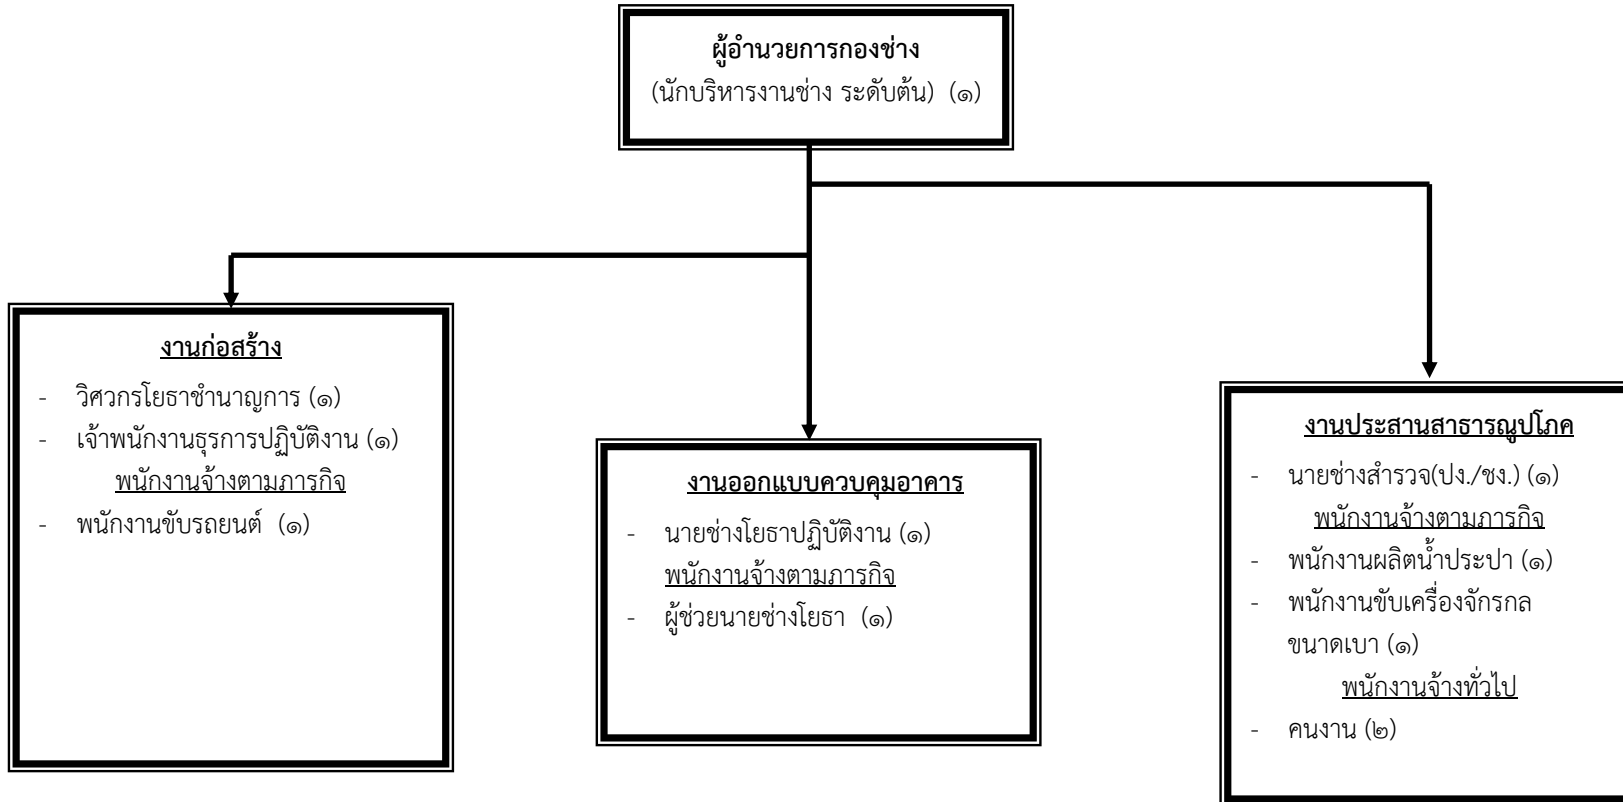 ผู้อำนวยการกองช่าง
(นักบริหารงานช่าง ระดับต้น) (๑)
งานก่อสร้าง
- วิศวกรโยธาชำนาญการ (๑)
- เจ้าพนักงานธุรการปฏิบัติงาน (๑)
พนักงานจ้างตามภารกิจ
- พนักงานขับรถยนต์ (๑)
งานออกแบบควบคุมอาคาร
- นายช่างโยธาปฏิบัติงาน (๑)
พนักงานจ้างตามภารกิจ
- ผู้ช่วยนายช่างโยธา (๑)
งานประสานสาธารณูปโภค
- นายช่างสำรวจ(ปง./ชง.) (๑)
พนักงานจ้างตามภารกิจ
- พนักงานผลิตน้ำประปา (๑)
- พนักงานขับเครื่องจักรกล
ขนาดเบา (๑)
พนักงานจ้างทั่วไป
- คนงาน (๒)